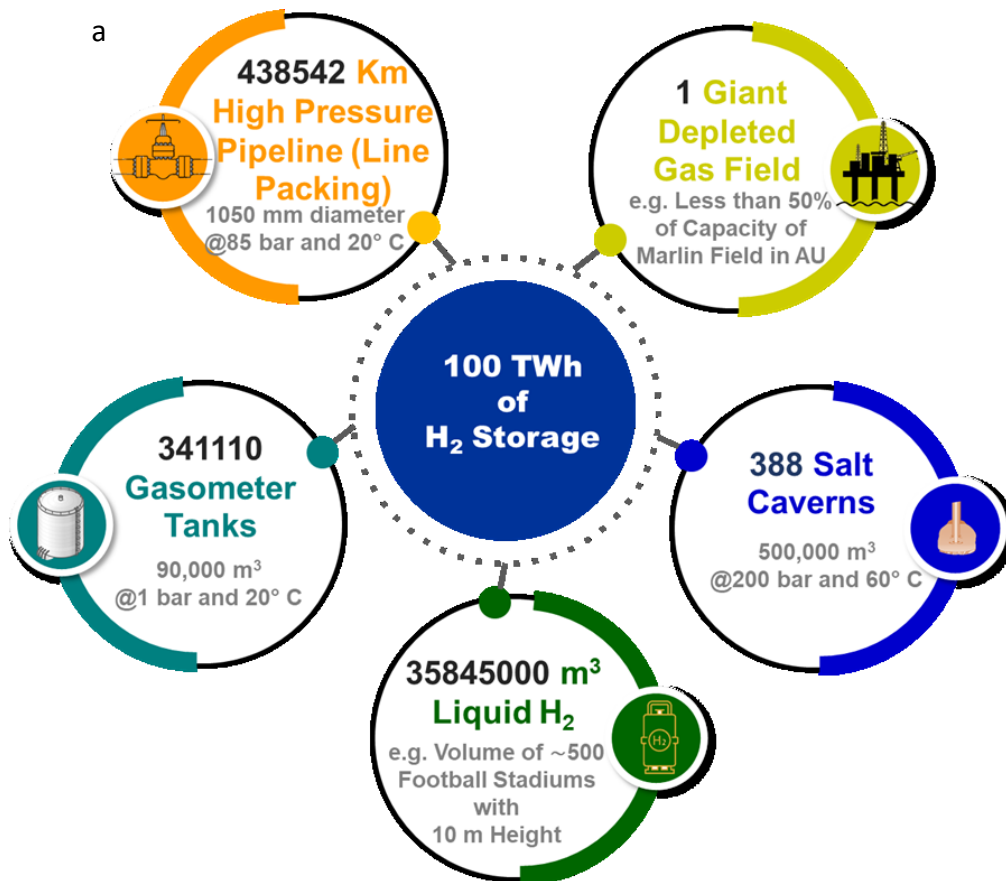 a
438542 Km
High Pressure
Pipeline (Line
Packing)
1050 mm diameter
@85 bar and 20° C
1 Giant
Depleted
Gas Field
e.g. Less than 50%
of Capacity of
Marlin Field in AU
100 TWh
of
H₂ Storage
341110
Gasometer
Tanks
90,000 m³
@1 bar and 20° C
388 Salt
Caverns
500,000 m³
@200 bar and 60° C
35845000 m³
Liquid H₂
e.g. Volume of ~500
Football Stadiums
with
10 m Height
H₂